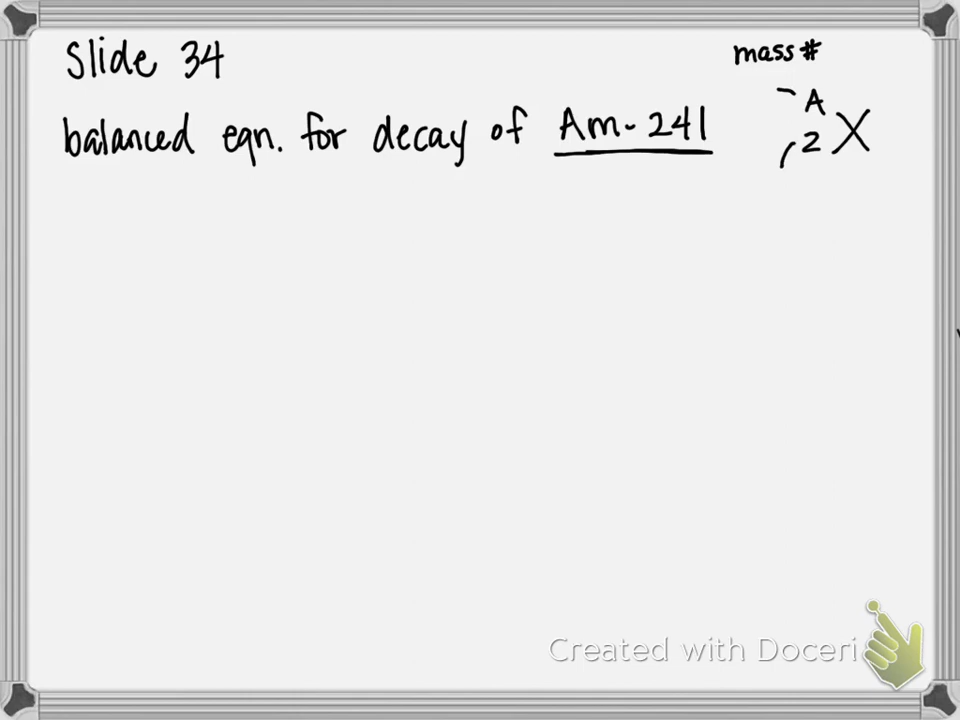 Slide 34
mass #
balanced eqn. for decay of Am-241
A
Z X
Created with Doceri